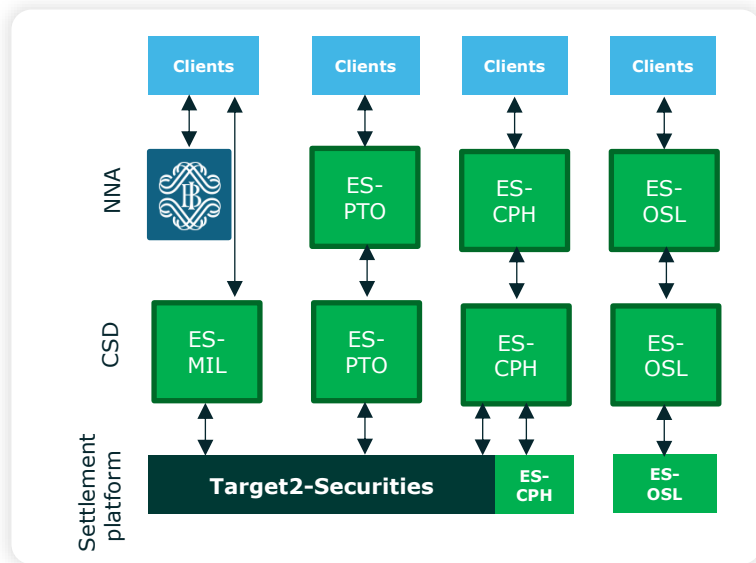 Clients
Clients
Clients
Clients
NNA
ES-
PTO
ES-
CPH
ES-
OSL
CSD
ES-
MIL
ES-
PTO
ES-
CPH
ES-
OSL
Settlement
platform
Target2-Securities
ES-
CPH
ES-
OSL